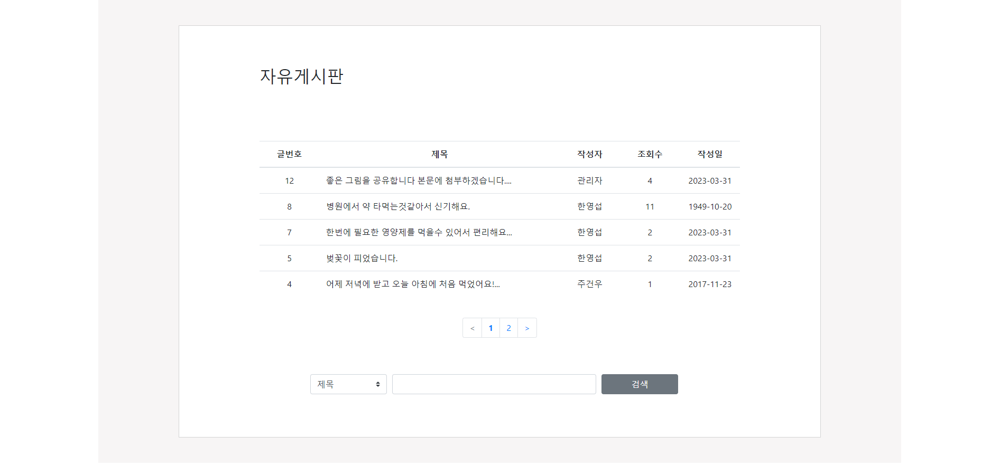 자유게시판
글번호 제목 작성자 조회수 작성일
12 좋은 그림을 공유합니다 본문에 첨부하겠습니다.... 관리자 4 2023-03-31
8 병원에서 약 타먹는것같아서 신기해요. 한영섭 11 1949-10-20
7 한번에 필요한 영양제를 먹을수 있어서 편리해요... 한영섭 2 2023-03-31
5 벚꽃이 피었습니다. 한영섭 2 2023-03-31
4 어제 저녁에 받고 오늘 아침에 처음 먹었어요!... 주건우 1 2017-11-23
< 1 2 >
제목 검색